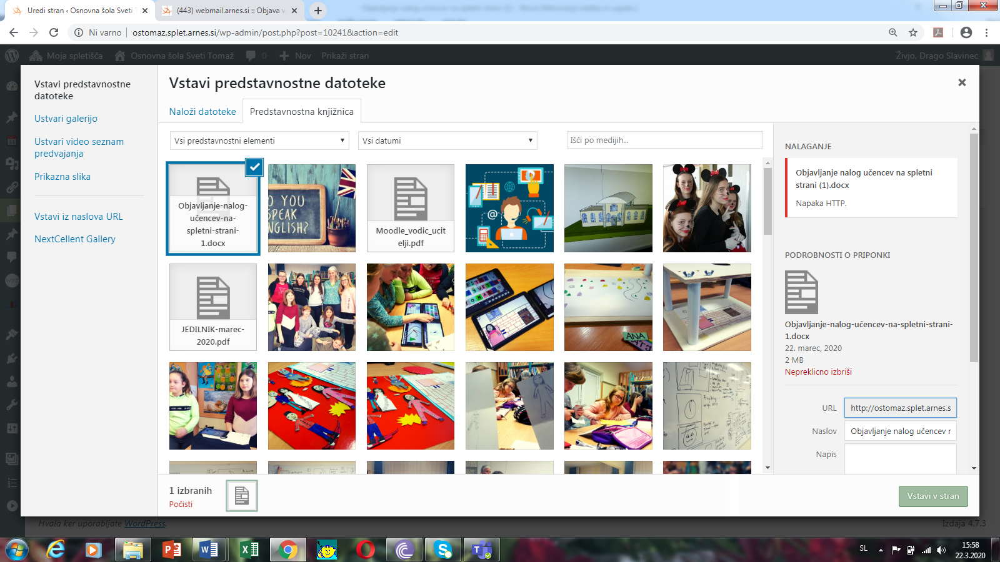 Uredi stran ‹ Osnovna šola Sveti T
(443) webmail.arnes.si :: Objava v
Ni varno
ostomaz.splet.arnes.si/wp-admin/post.php?post=10241&action=edit
Moja spletišča
Osnovna šola Sveti Tomaž
0
Nov
Prikaži stran
Živjo, Drago Slavinec
Vstavi predstavnostne
datoteke
Ustvari galerijo
Ustvari video seznam
predvajanja
Prikazna slika
Vstavi iz naslova URL
NextCellent Gallery
Vstavi predstavnostne datoteke
Naloži datoteke
Predstavnostna knjižnica
Vsi predstavnostni elementi
Vsi datumi
Išči po medijih...
Objavljanje-nalog-
učencev-na-
spletni-strani-
1.docx
O YOU
SPEAK
ENGLISH?
Moodle_vodic_ucit
elji.pdf
@
JEDILNIK-marec-
2020.pdf
ANA
NALAGANJE
Objavljanje nalog učencev na spletni
strani (1).docx
Napaka HTTP.
PODROBNOSTI O PRIPONKI
Objavljanje-nalog-učencev-na-spletni-strani-
1.docx
22. marec, 2020
2 MB
Nepreklicno izbriši
URL
http://ostomaz.splet.arnes.s
Naslov
Objavljanje nalog učencev r
Napis
1 izbranih
Počisti
Vstavi v stran
Hvala ker uporabljate WordPress.
Izdaja 4.7.3
SL
15:58
22.3.2020